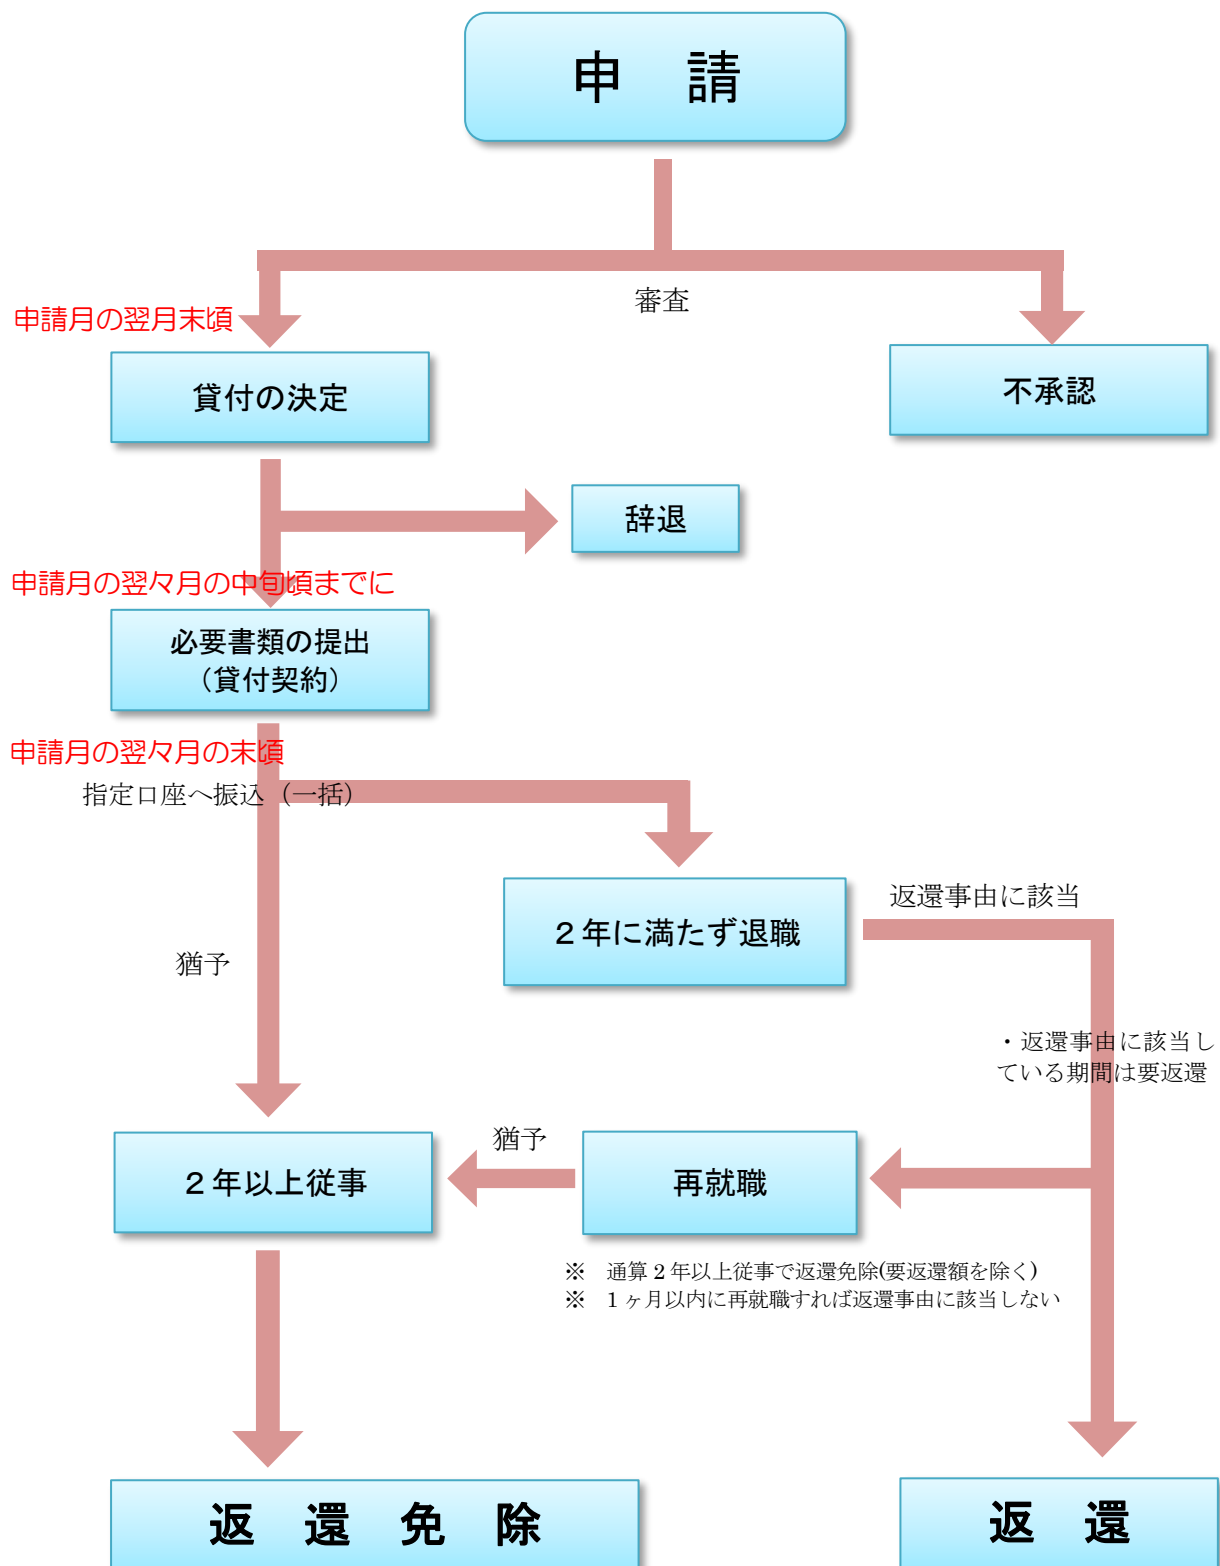 申　請
審査
申請月の翌月末頃
貸付の決定
不承認
辞退
申請月の翌々月の中旬頃までに
必要書類の提出
（貸付契約）
申請月の翌々月の末頃
指定口座へ振込（一括）
２年に満たず退職
返還事由に該当
猶予
・返還事由に該当し
ている期間は要返還
２年以上従事
猶予
再就職
※　通算 2 年以上従事で返還免除(要返還額を除く)
※　1 ヶ月以内に再就職すれば返還事由に該当しない
返　還　免　除
返　還